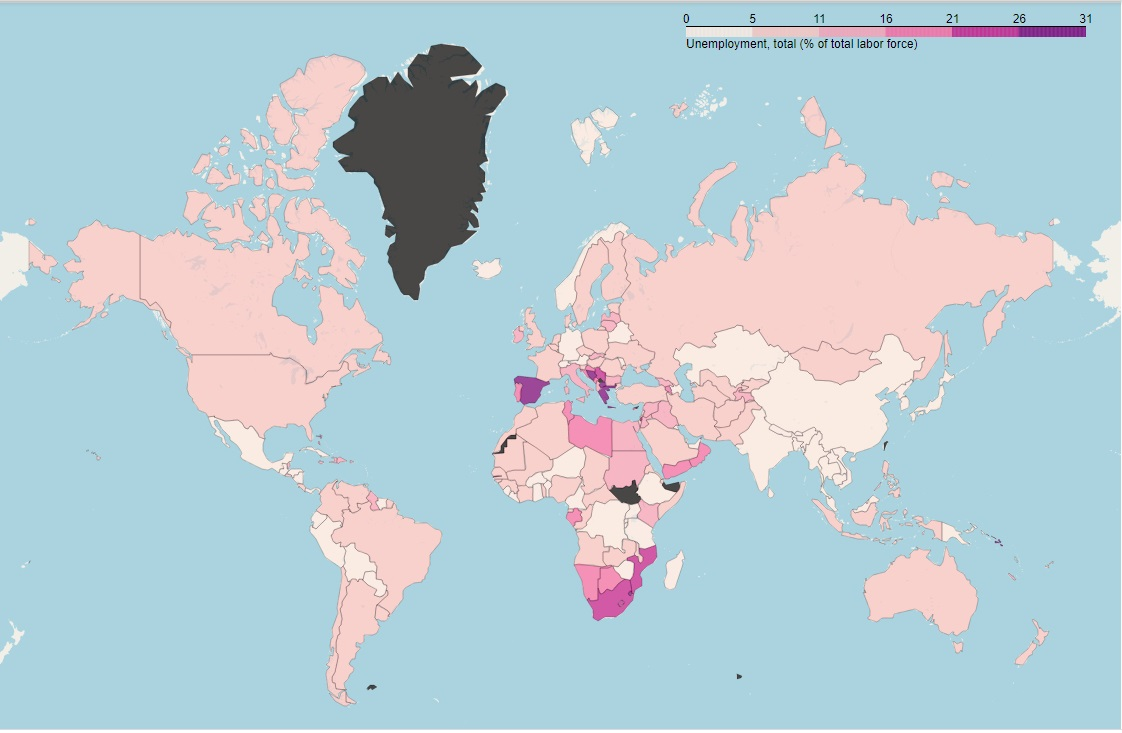 0 5 11 16 21 26 31
Unemployment, total (% of total labor force)